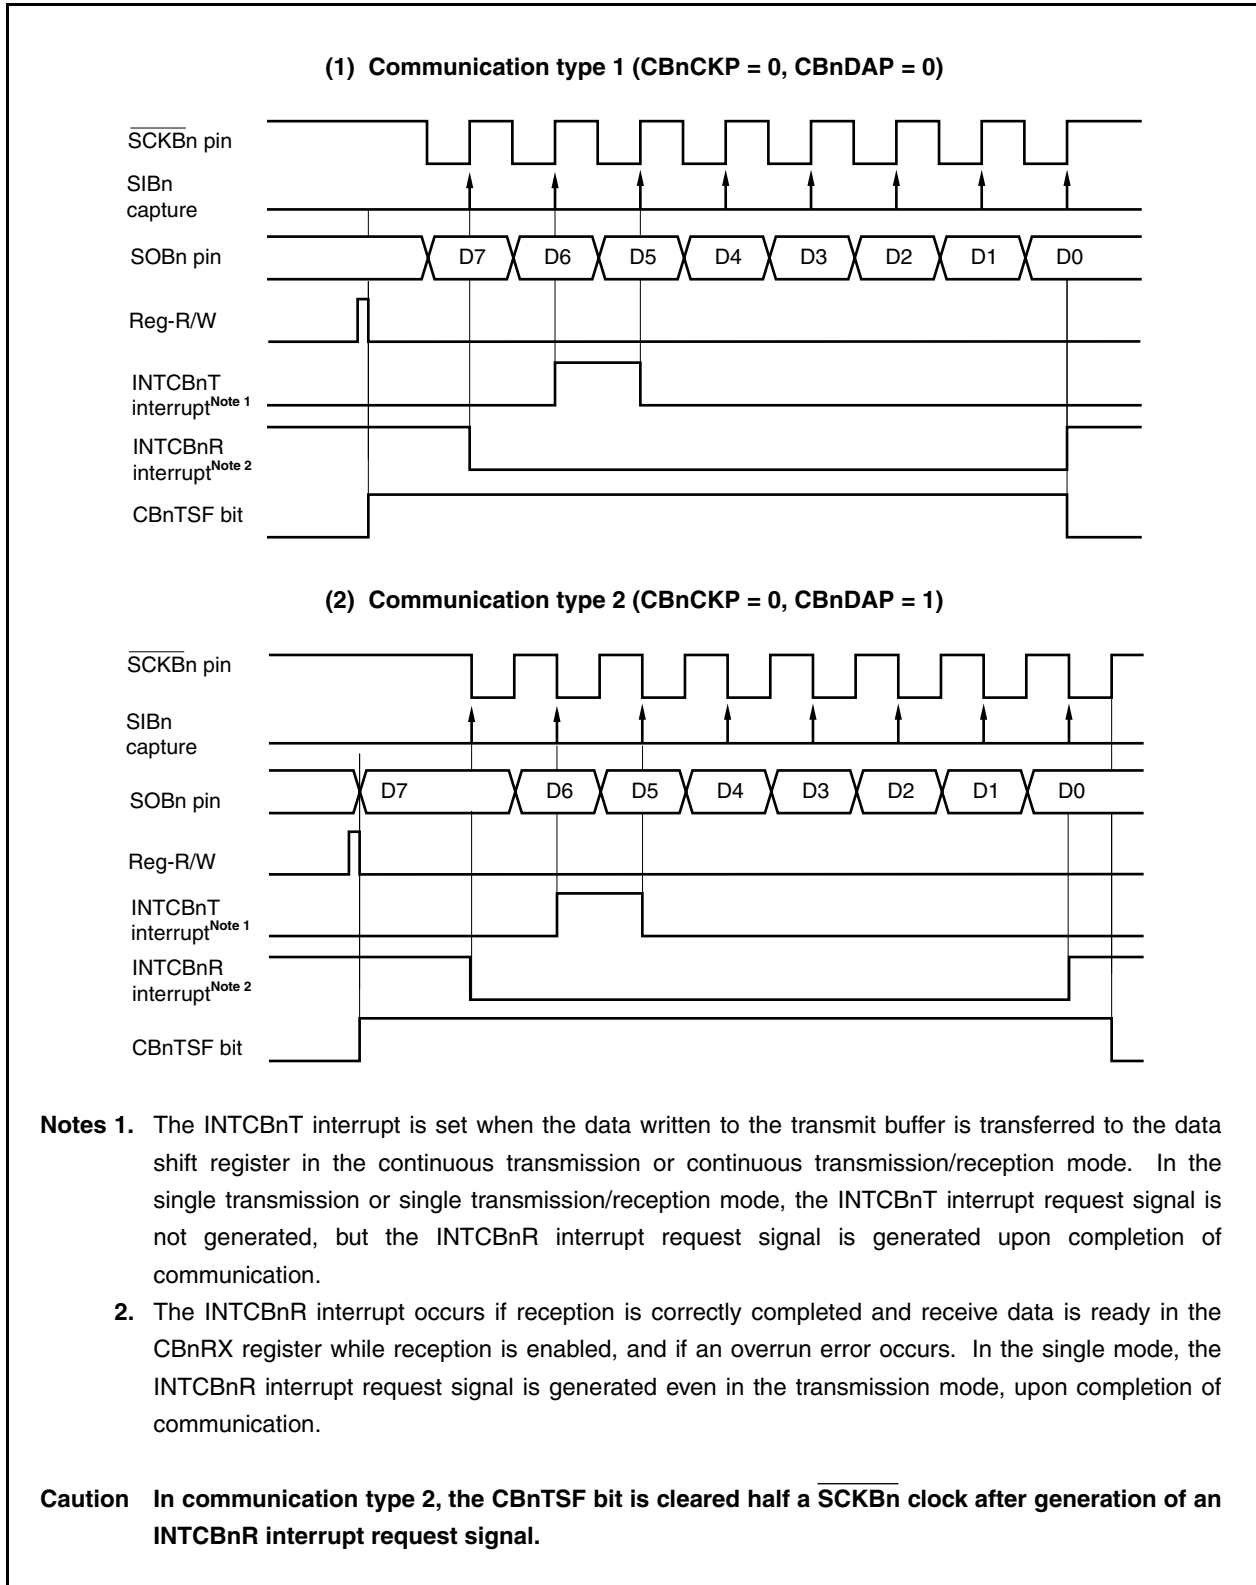 (1) Communication type 1 (CBnCKP = 0, CBnDAP = 0)
SCKBn pin
SIBn
capture
SOBn pin D7 D6 D5 D4 D3 D2 D1 D0
Reg-R/W
INTCBnT
interrupt Note 1
INTCBnR
interrupt Note 2
CBnTSF bit
(2) Communication type 2 (CBnCKP = 0, CBnDAP = 1)
SCKBn pin
SIBn
capture
SOBn pin D7 D6 D5 D4 D3 D2 D1 D0
Reg-R/W
INTCBnT
interrupt Note 1
INTCBnR
interrupt Note 2
CBnTSF bit
Notes 1. The INTCBnT interrupt is set when the data written to the transmit buffer is transferred to the data
shift register in the continuous transmission or continuous transmission/reception mode. In the
single transmission or single transmission/reception mode, the INTCBnT interrupt request signal is
not generated, but the INTCBnR interrupt request signal is generated upon completion of
communication.
2. The INTCBnR interrupt occurs if reception is correctly completed and receive data is ready in the
CBnRX register while reception is enabled, and if an overrun error occurs. In the single mode, the
INTCBnR interrupt request signal is generated even in the transmission mode, upon completion of
communication.
Caution In communication type 2, the CBnTSF bit is cleared half a SCKBn clock after generation of an
INTCBnR interrupt request signal.